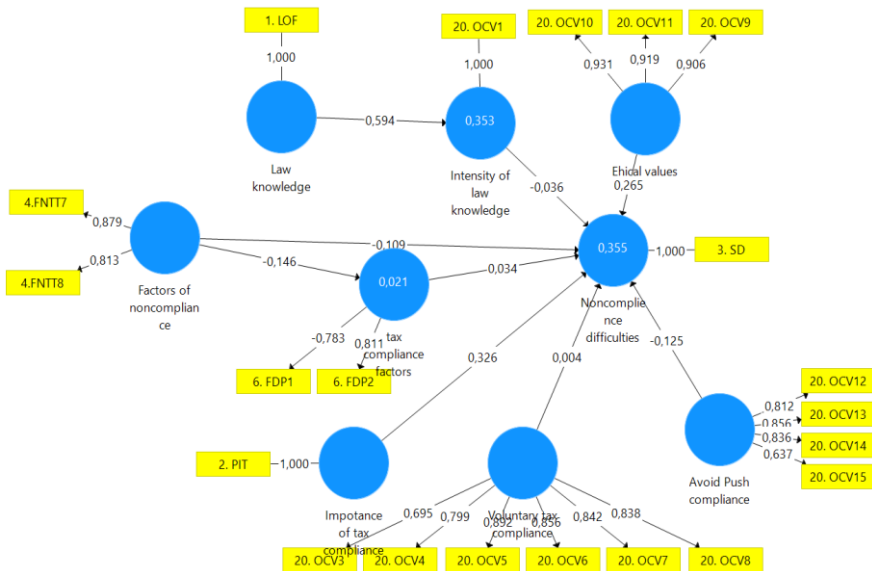 1. LOF
20. OCV1
20. OCV10
20. OCV11
20. OCV9
1,000
1,000
0,931
0,919
0,906
0,594
0,353
Law
knowledge
Intensity of
law
knowledge
Ehical values
-0,036
0,265
4.FNTT7
0,879
0,813
4.FNTT8
-0.109
-0,146
0,355
1,000
3. SD
0,021
0,034
Factors of
noncomplian
ce
Noncomplie
nce
difficulties
-0,783
0,811
tax
compliance
factors
-0,125
0,326
0,004
6. FDP1
6. FDP2
20. OCV12
0,812
20. OCV13
0,856
0,836
20. OCV14
0,637
20. OCV15
2. PIT
1,000
Avoid Push
compliance
Impotance
of tax
compliance
Voluntary tax
compliance
0,695
0,799
0,892
0,856
0,842
0,838
20. OCV3
20. OCV4
20. OCV5
20. OCV6
20. OCV7
20. OCV8